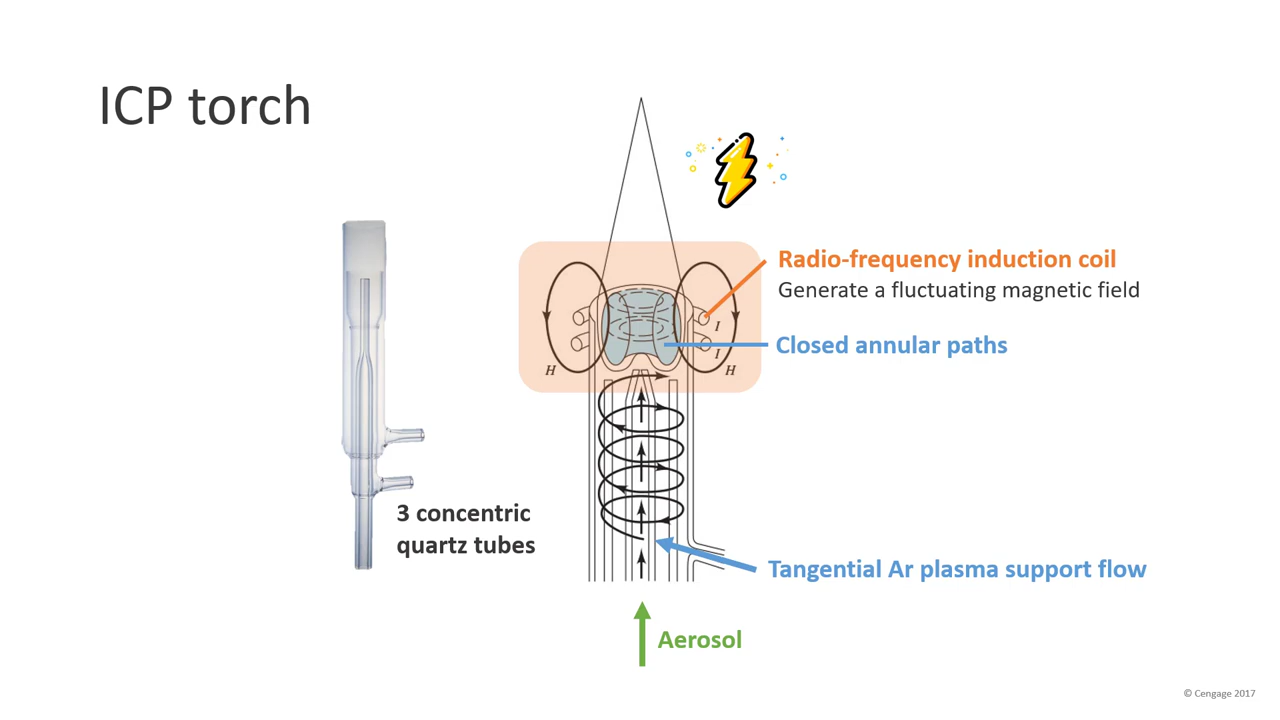 ICP torch
Radio-frequency induction coil
Generate a fluctuating magnetic field
I
Closed annular paths
I
H
H
3 concentric
quartz tubes
Tangential Ar plasma support flow
Aerosol
© Cengage 2017